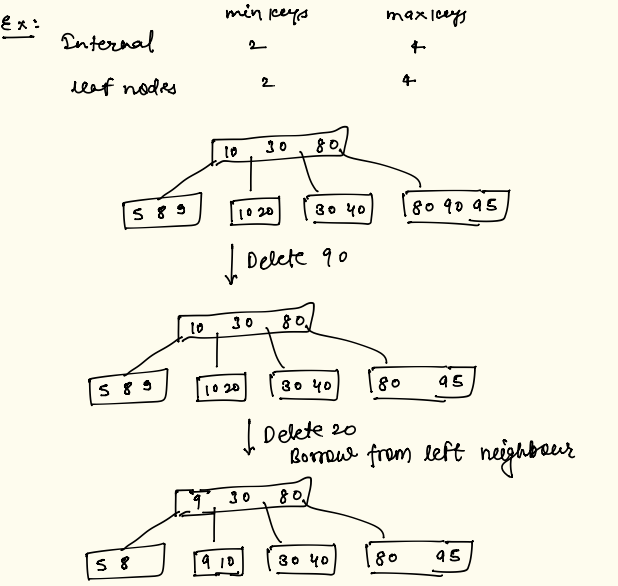 Ex:
min keys max keys
Internal 2 4
leaf nodes 2 4
10 30 80
5 8 9 10 20 30 40 80 90 95
Delete 90
10 30 80
5 8 9 10 20 30 40 80 95
Delete 20
Borrow from left neighbour
9 30 80
5 8 9 10 30 40 80 95